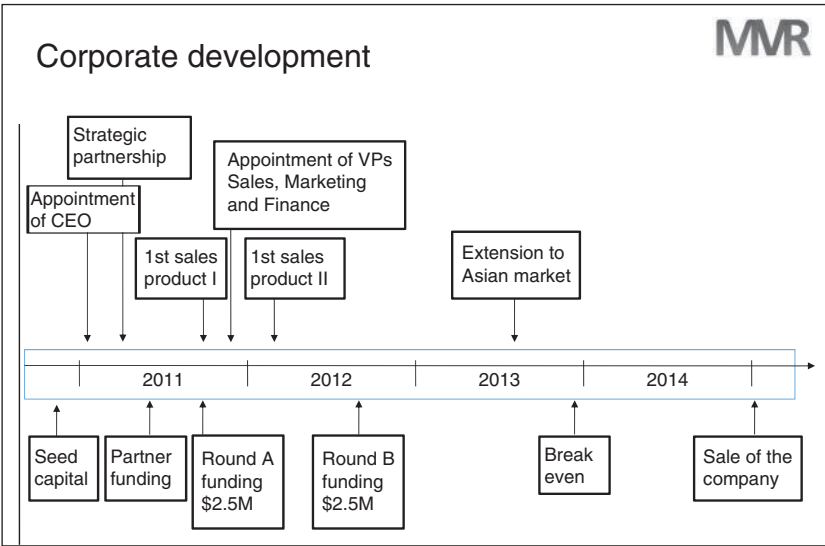 Corporate development
MMR
Strategic
partnership
Appointment
of CEO
Appointment of VPs
Sales, Marketing
and Finance
1st sales
product I
1st sales
product II
Extension to
Asian market
2011
2012
2013
2014
Seed
capital
Partner
funding
Round A
funding
$2.5M
Round B
funding
$2.5M
Break
even
Sale of the
company